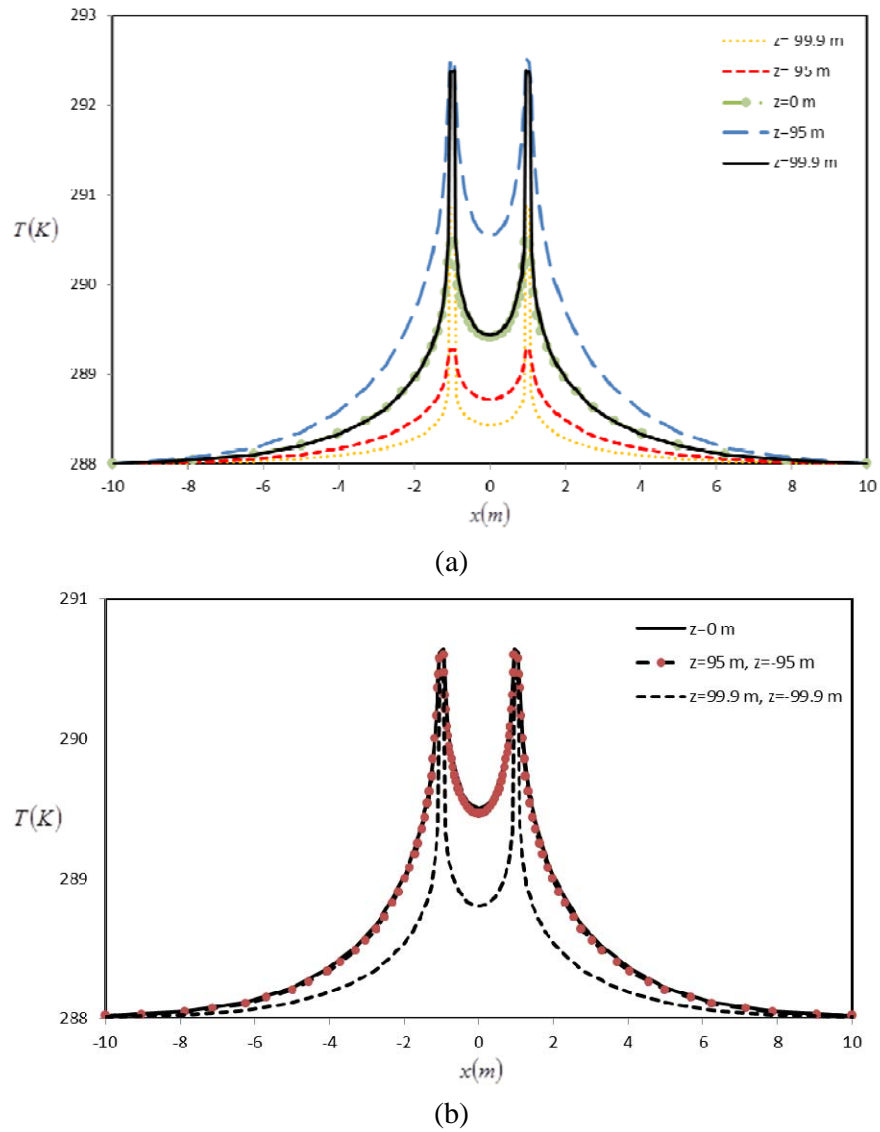 293
292
291
290
289
288
T(K)
-10 -8 -6 -4 -2 0 2 4 6 8 10
x(m)
z= 99.9 m
z= 95 m
z=0 m
z=95 m
z=99.9 m
(a)
291
290
289
288
T(K)
-10 -8 -6 -4 -2 0 2 4 6 8 10
x(m)
z=0 m
z=95 m, z=-95 m
z=99.9 m, z=-99.9 m
(b)